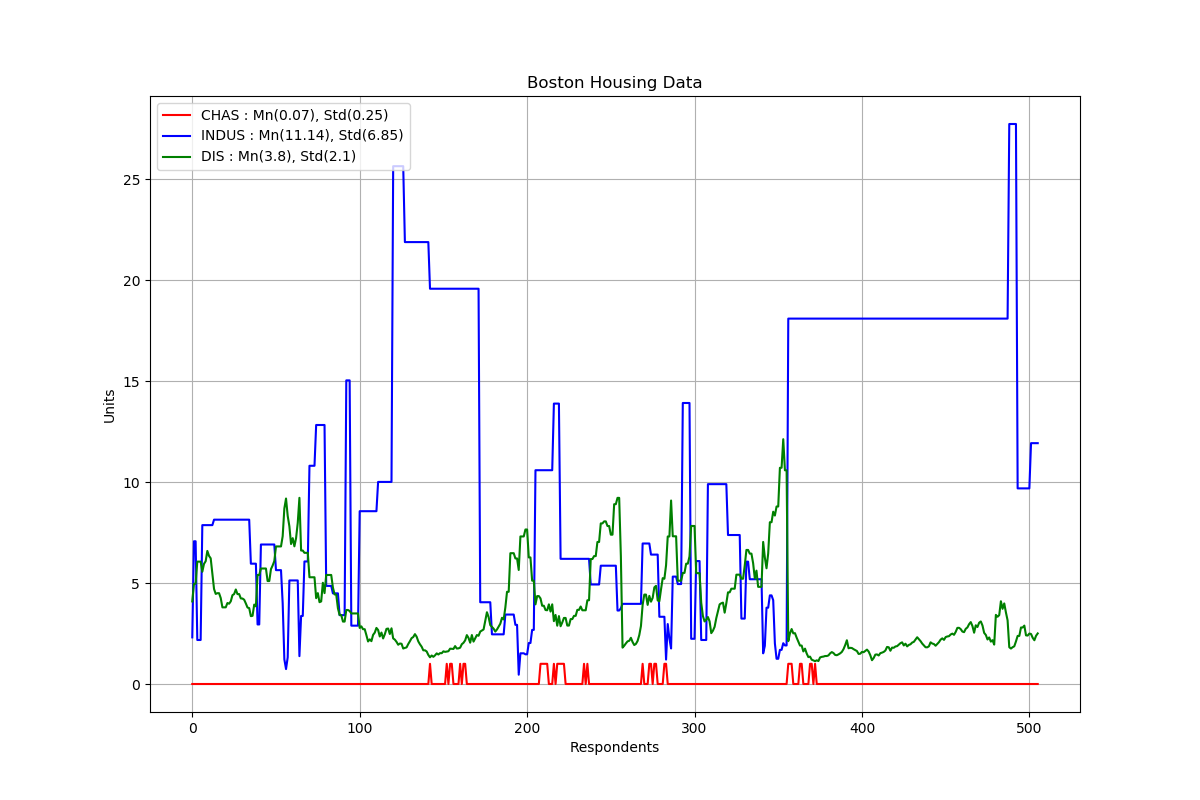 Boston Housing Data
CHAS : Mn(0.07), Std(0.25)
INDUS : Mn(11.14), Std(6.85)
DIS : Mn(3.8), Std(2.1)
25
20
15
10
5
0
Units
0 100 200 300 400 500
Respondents